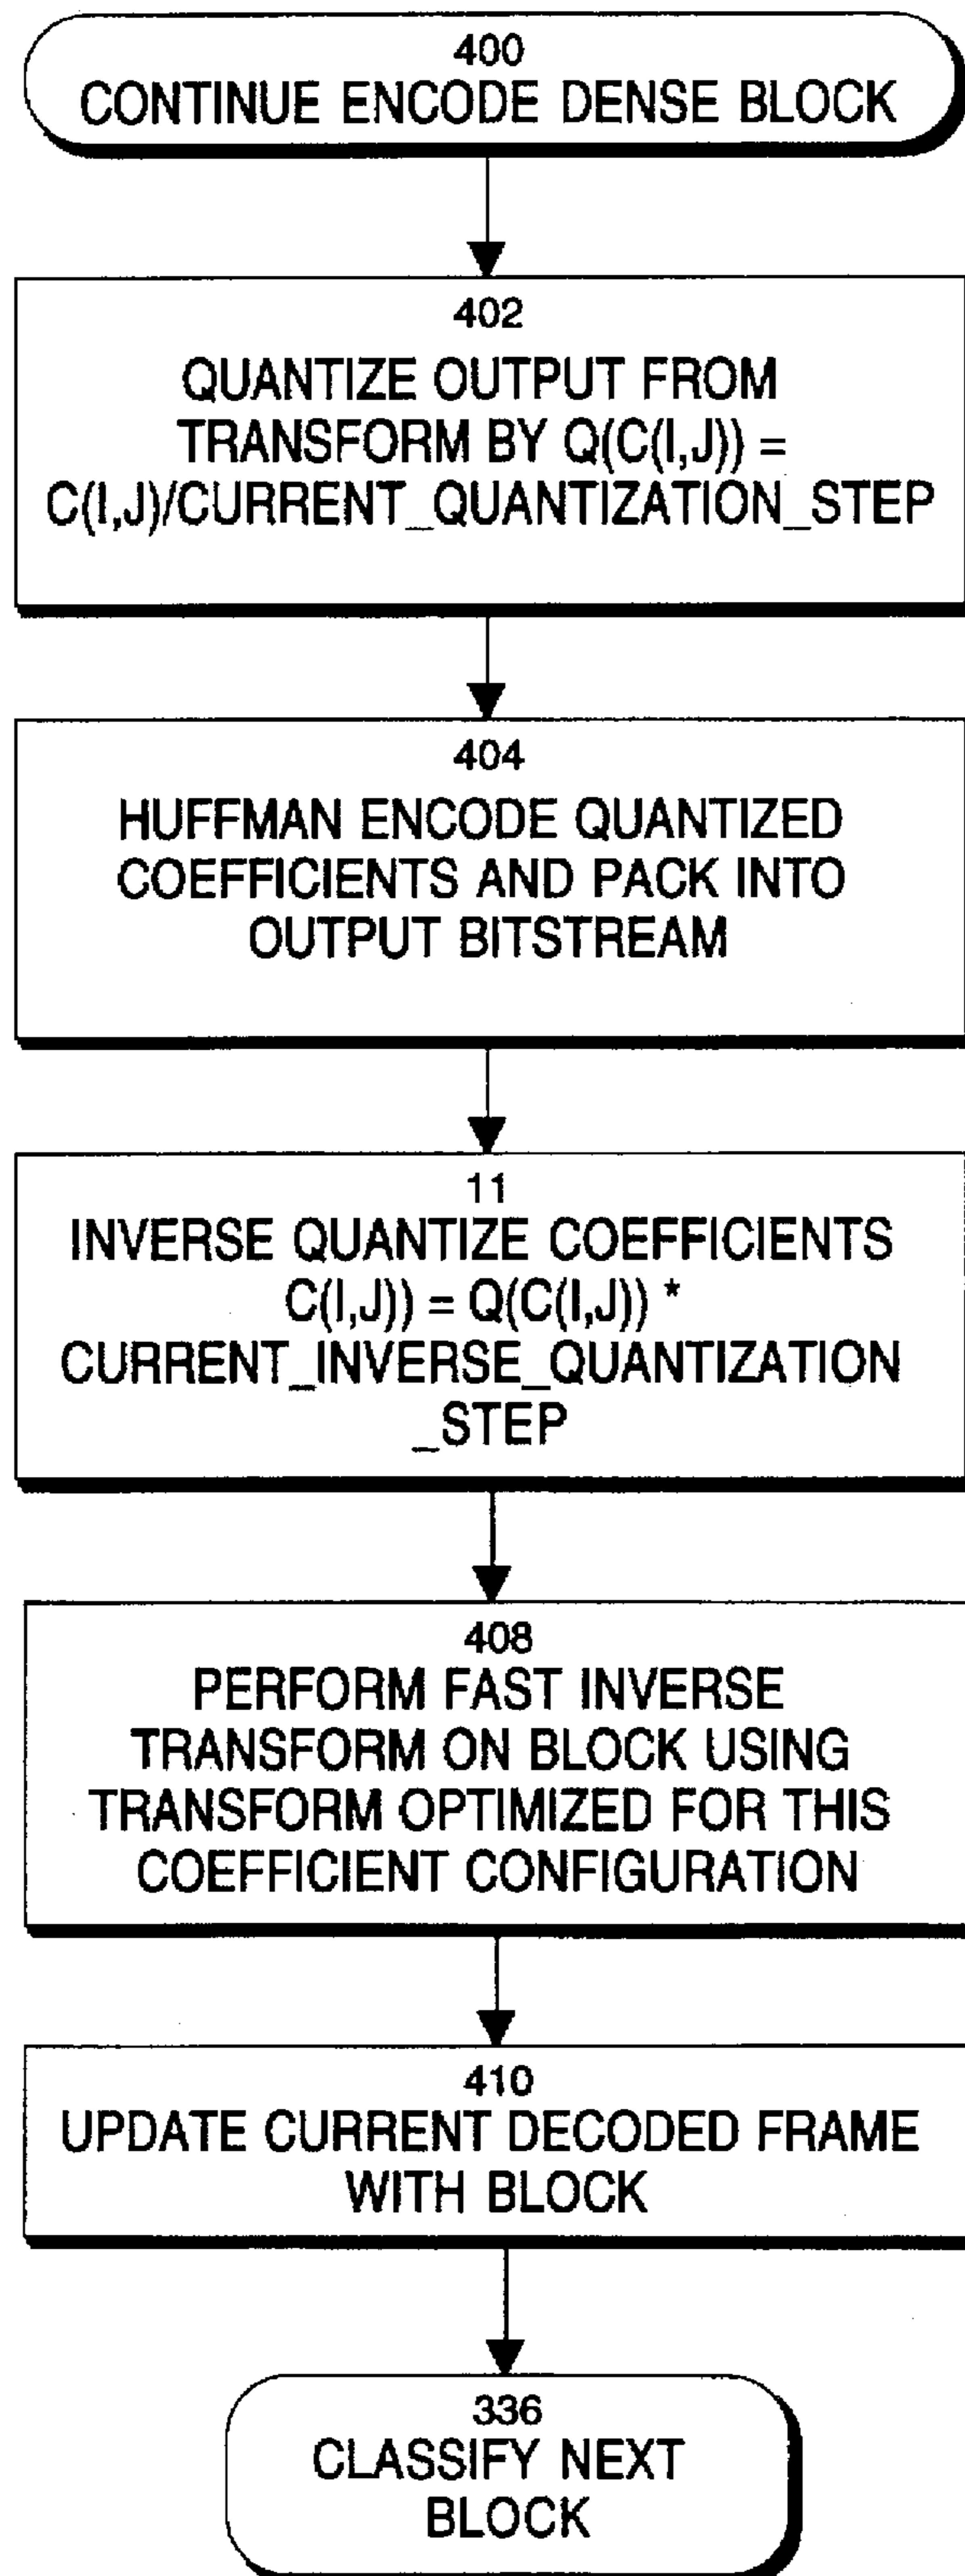 400
CONTINUE ENCODE DENSE BLOCK
402
QUANTIZE OUTPUT FROM
TRANSFORM BY Q(C(I,J)) =
C(I,J)/CURRENT_QUANTIZATION_STEP
404
HUFFMAN ENCODE QUANTIZED
COEFFICIENTS AND PACK INTO
OUTPUT BITSTREAM
11
INVERSE QUANTIZE COEFFICIENTS
C(I,J)) = Q(C(I,J)) *
CURRENT_INVERSE_QUANTIZATION
_STEP
408
PERFORM FAST INVERSE
TRANSFORM ON BLOCK USING
TRANSFORM OPTIMIZED FOR THIS
COEFFICIENT CONFIGURATION
410
UPDATE CURRENT DECODED FRAME
WITH BLOCK
336
CLASSIFY NEXT
BLOCK